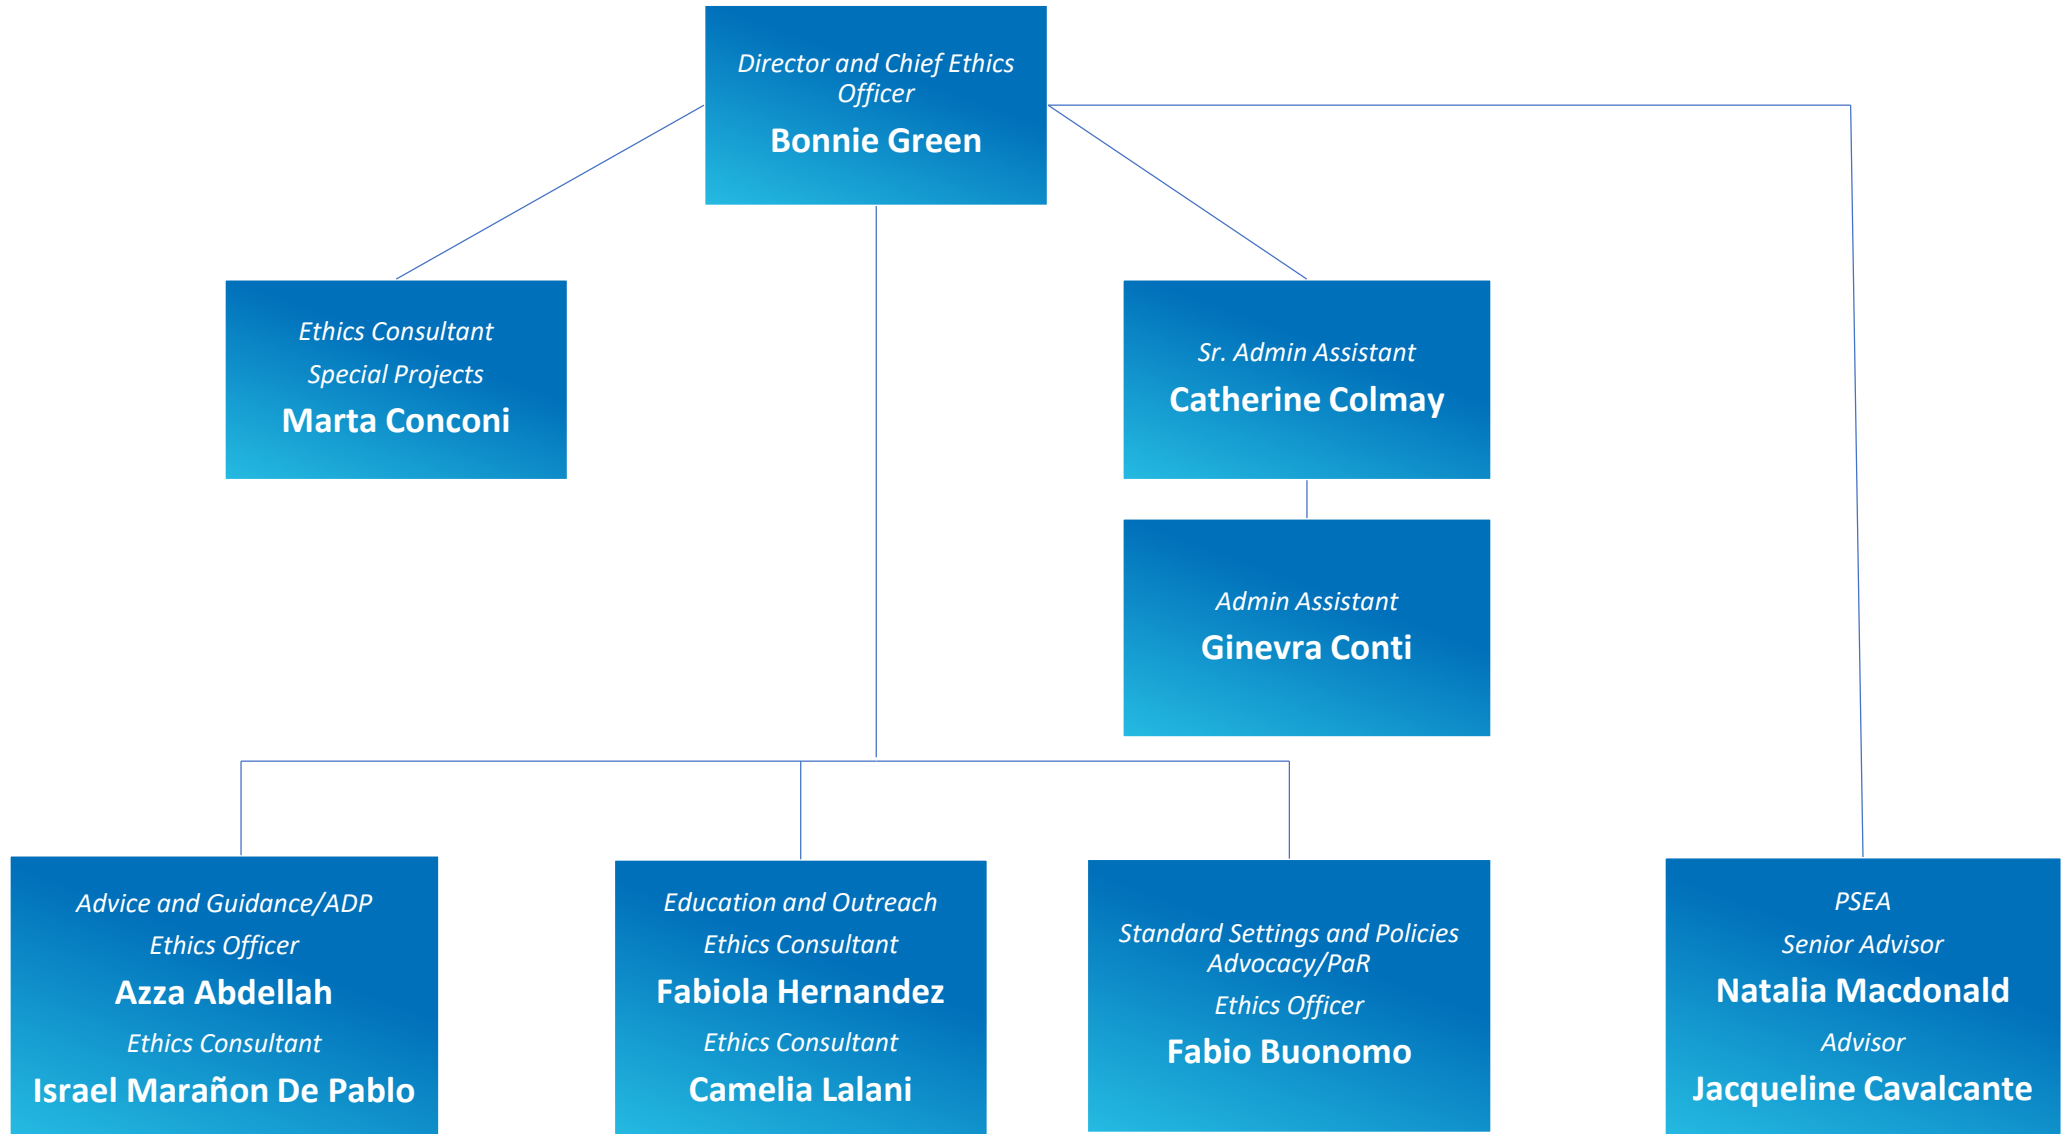 Director and Chief Ethics
Officer
Bonnie Green
Ethics Consultant
Special Projects
Marta Conconi
Sr. Admin Assistant
Catherine Colmay
Admin Assistant
Ginevra Conti
Advice and Guidance/ADP
Ethics Officer
Azza Abdellah
Ethics Consultant
Israel Marañon De Pablo
Education and Outreach
Ethics Consultant
Fabiola Hernandez
Ethics Consultant
Camelia Lalani
Standard Settings and Policies
Advocacy/PaR
Ethics Officer
Fabio Buonomo
PSEA
Senior Advisor
Natalia Macdonald
Advisor
Jacqueline Cavalcante